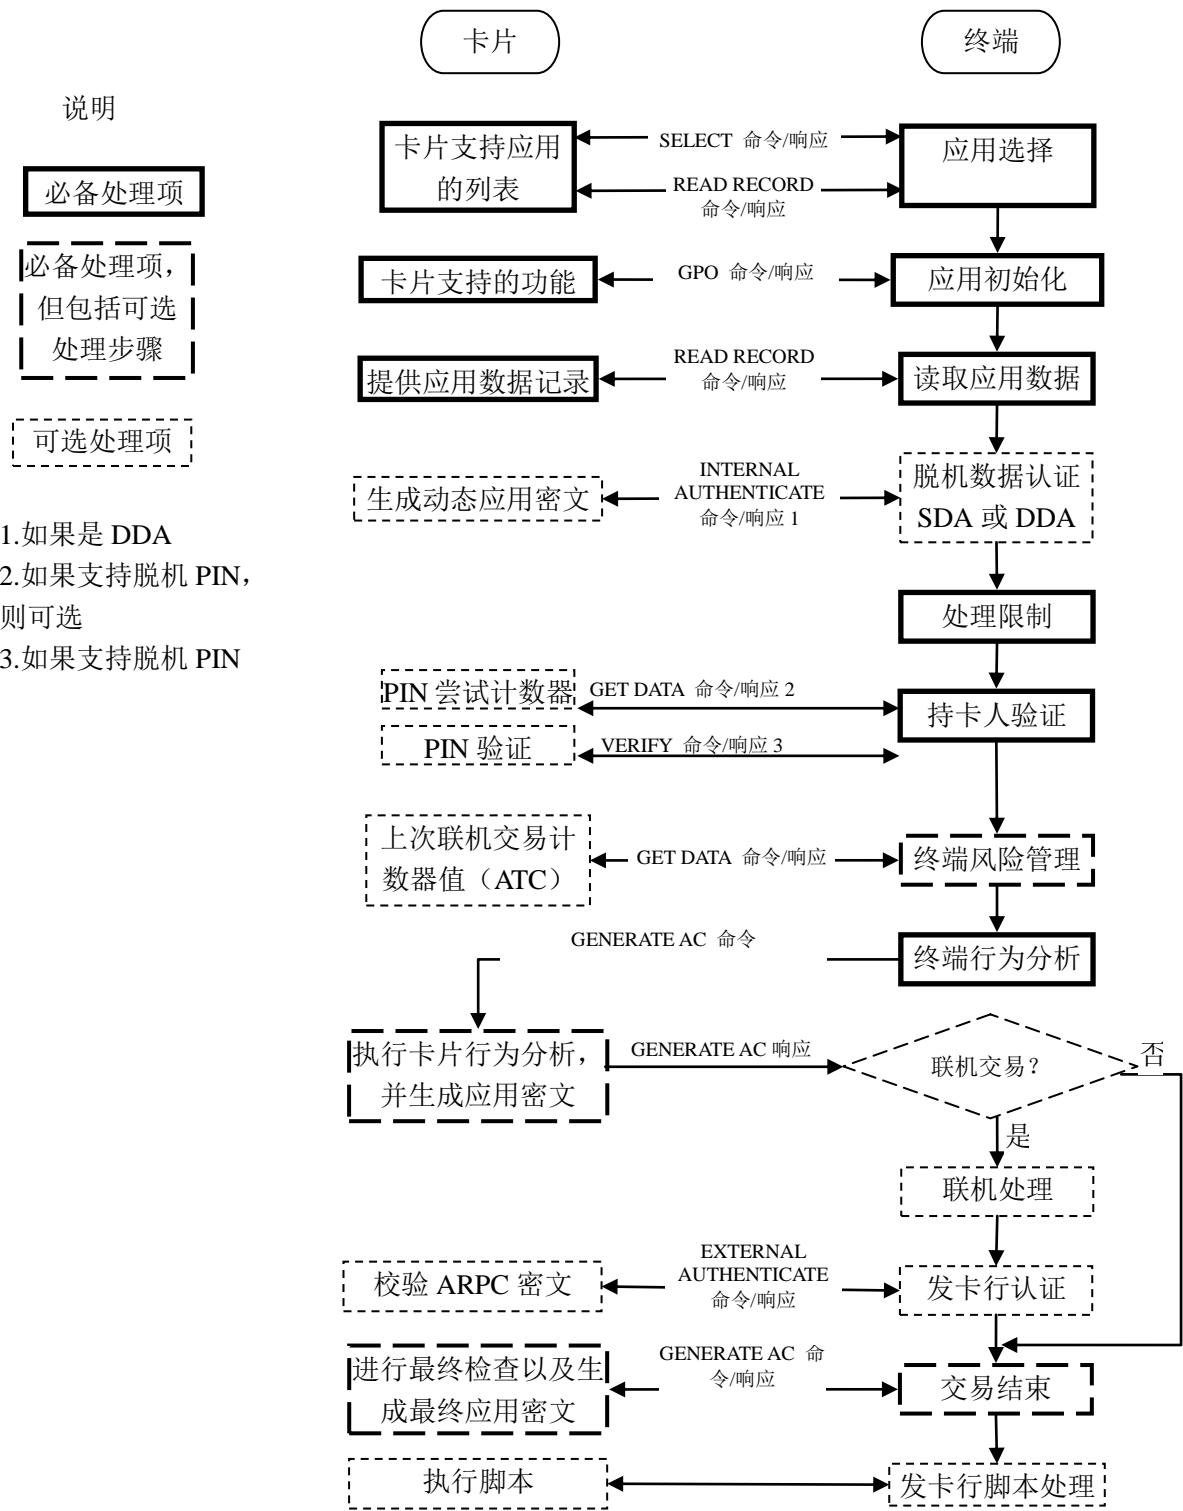 卡片
终端
说明
必备处理项
必备处理项，
但包括可选
处理步骤
可选处理项
1.如果是 DDA
2.如果支持脱机 PIN，
则可选
3.如果支持脱机 PIN
卡片支持应用
的列表
SELECT 命令/响应
READ RECORD
命令/响应
应用选择
卡片支持的功能
GPO 命令/响应
应用初始化
提供应用数据记录
READ RECORD
命令/响应
读取应用数据
生成动态应用密文
INTERNAL
AUTHENTICATE
命令/响应 1
脱机数据认证
SDA 或 DDA
处理限制
PIN 尝试计数器
GET DATA 命令/响应 2
持卡人验证
PIN 验证
VERIFY 命令/响应 3
上次联机交易计
数器值（ATC）
GET DATA 命令/响应
终端风险管理
GENERATE AC 命令
终端行为分析
执行卡片行为分析，
并生成应用密文
GENERATE AC 响应
联机交易？
否
是
联机处理
校验 ARPC 密文
EXTERNAL
AUTHENTICATE
命令/响应
发卡行认证
进行最终检查以及生
成最终应用密文
GENERATE AC 命
令/响应
交易结束
执行脚本
发卡行脚本处理